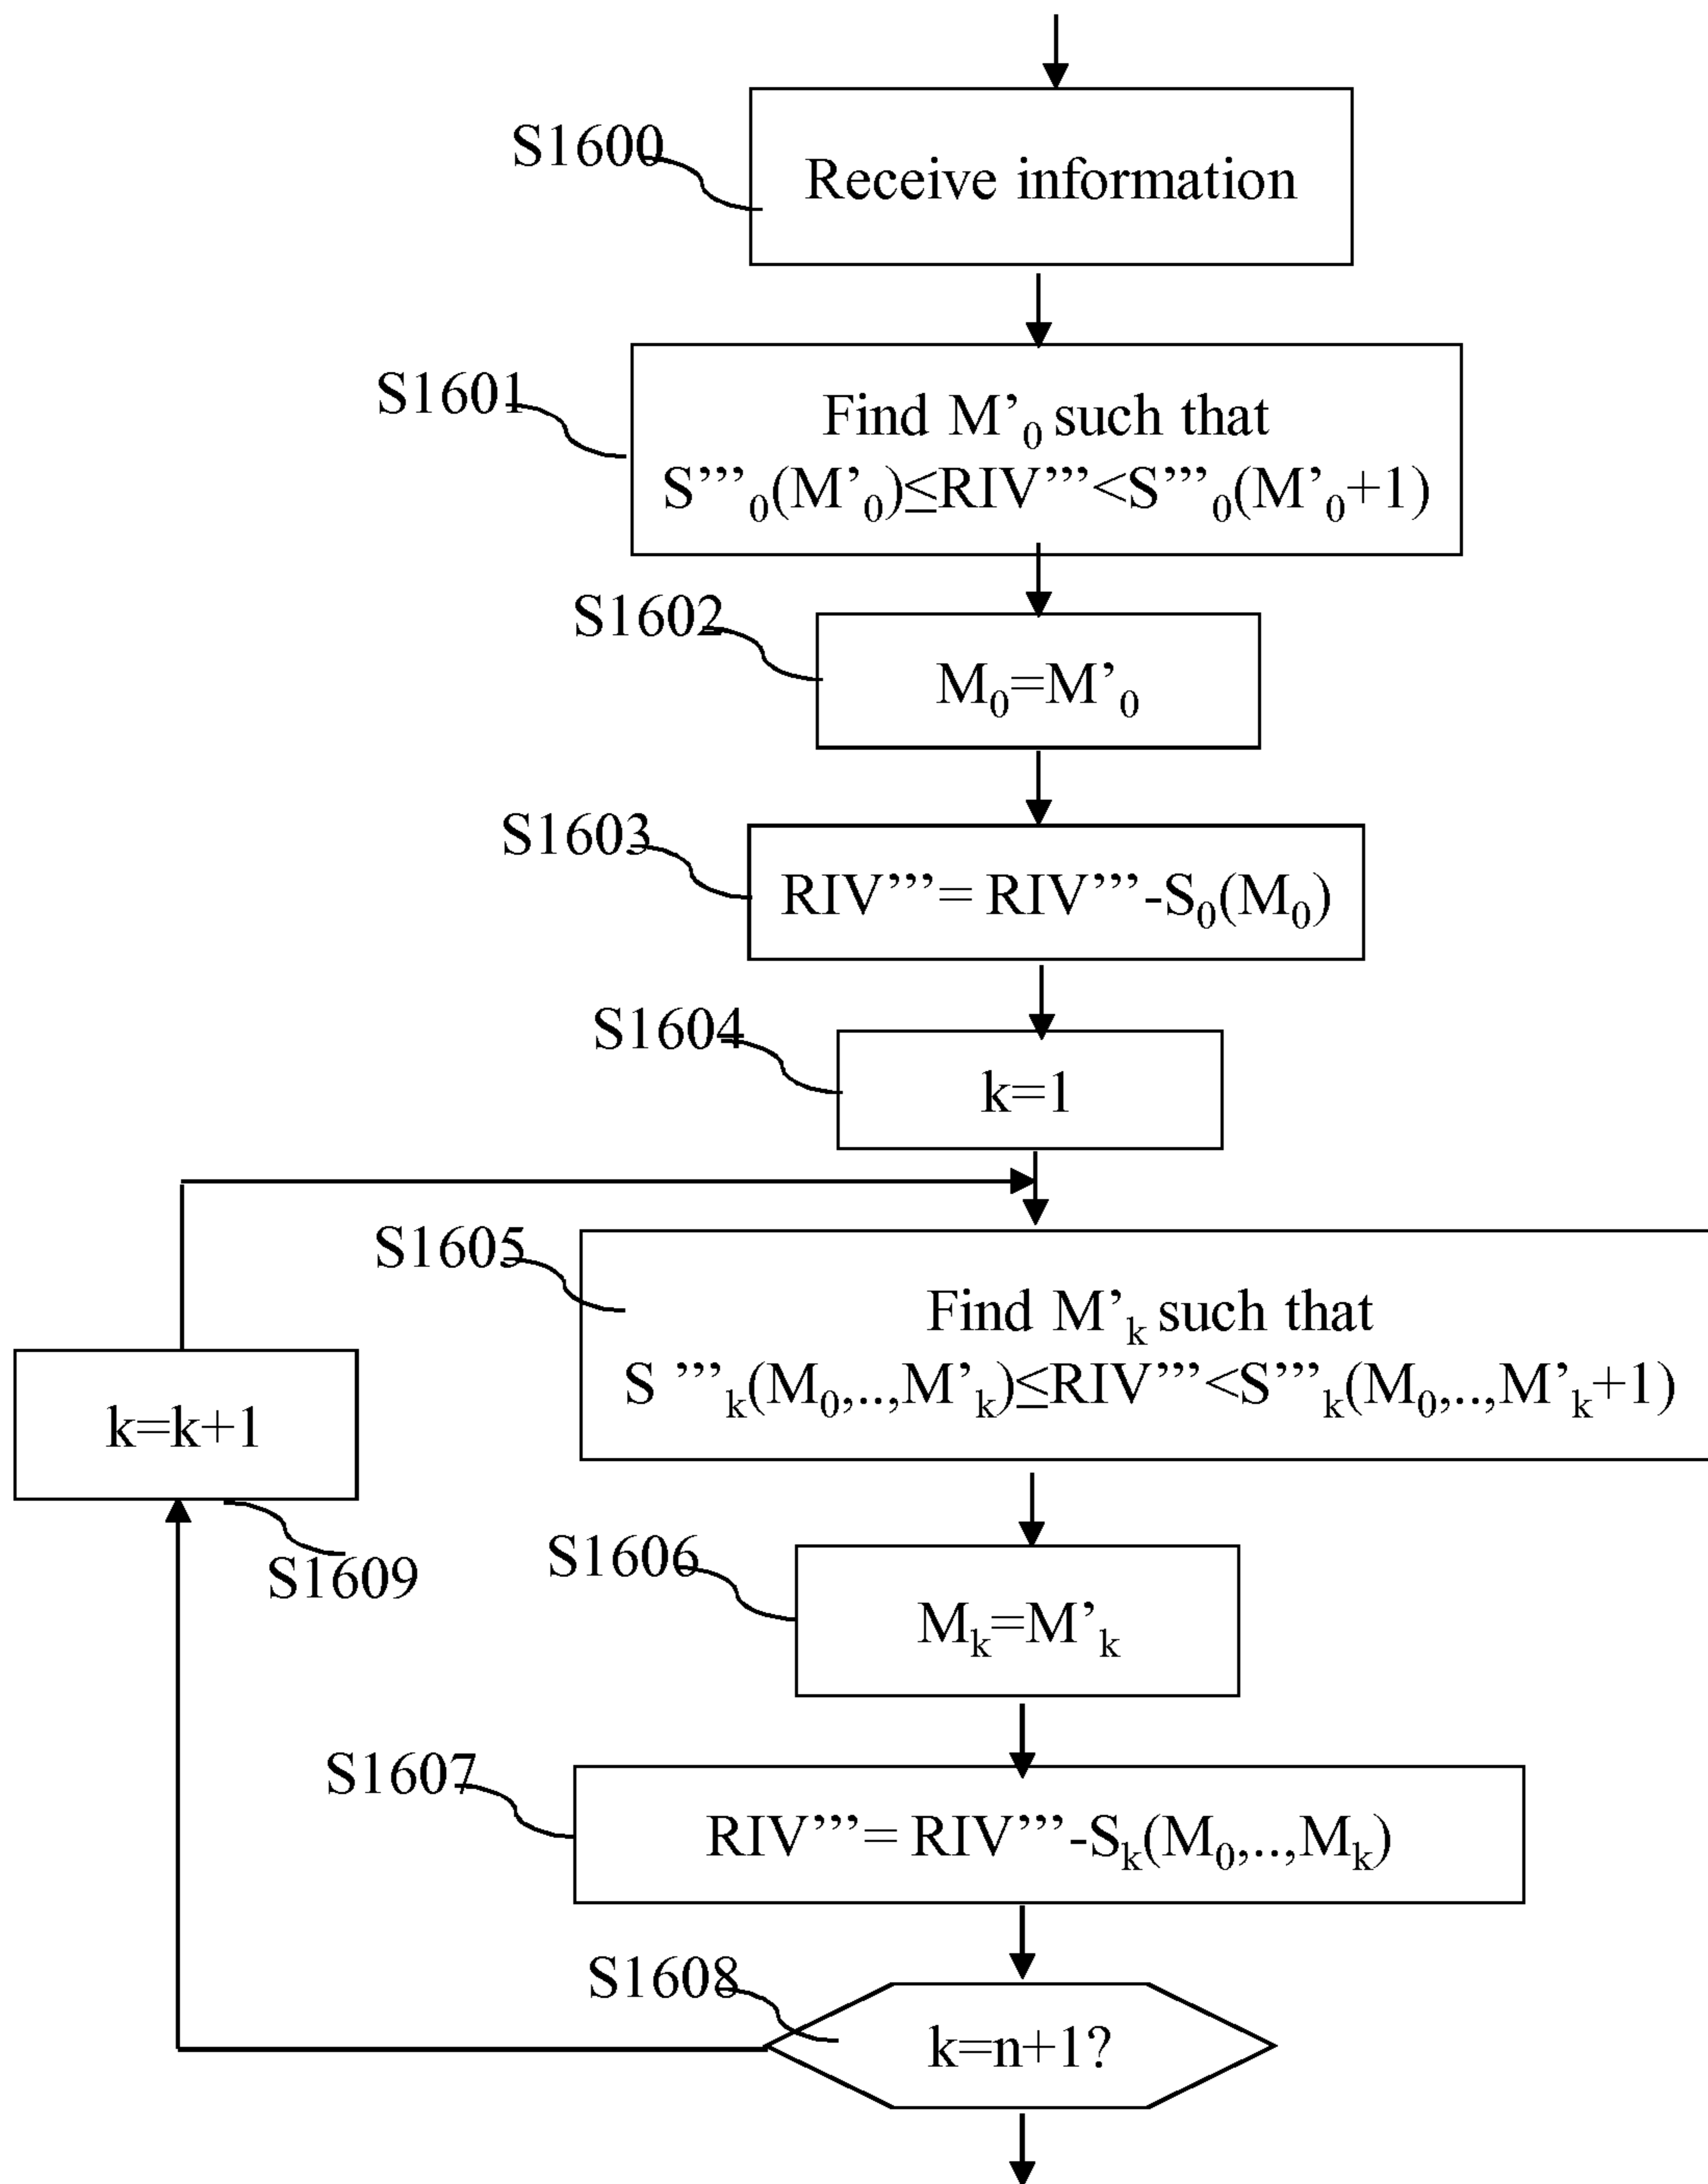 S1600
Receive information
S1601
Find M’₀ such that
S’’’₀(M’₀)≤RIV’’’<S’’’₀(M’₀+1)
S1602
M₀=M’₀
S1603
RIV’’’= RIV’’’-S₀(M₀)
S1604
k=1
S1605
Find M’ₖ such that
S ’’’ₖ(M₀,..,M’ₖ)≤RIV’’’<S’’’ₖ(M₀,..,M’ₖ+1)
k=k+1
S1609
S1606
Mₖ=M’ₖ
S1607
RIV’’’= RIV’’’-Sₖ(M₀,..,Mₖ)
S1608
k=n+1?